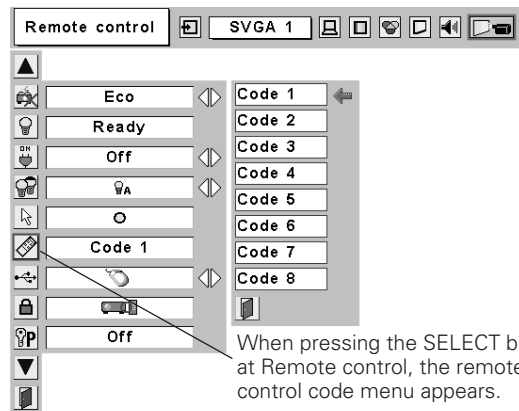 Remote control
SVGA 1
Eco
Ready
ON
Off
A
Code 1
P
Off
Code 1
Code 2
Code 3
Code 4
Code 5
Code 6
Code 7
Code 8
When pressing the SELECT
at Remote control, the
control code menu appears.